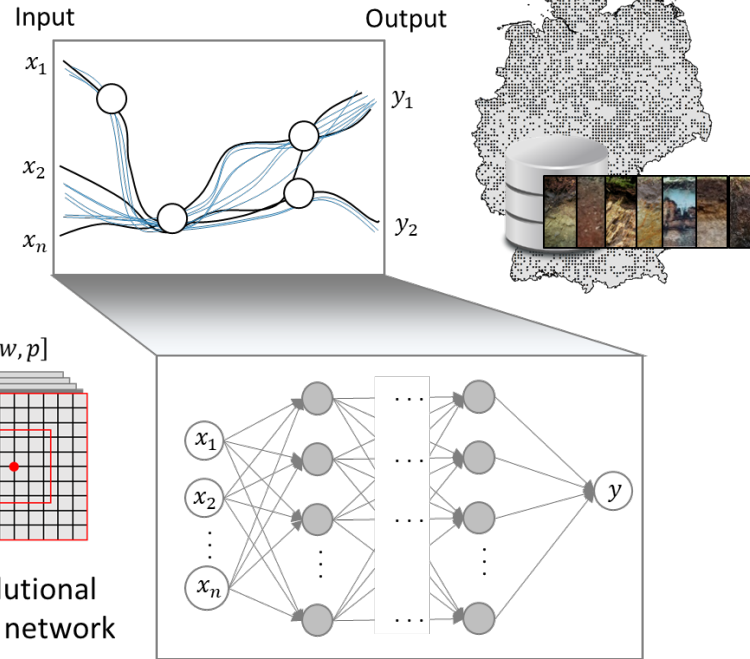 Input
Output
x1
x2
xn
y1
y2
w, p]
x1
x2
⋮
xn
...
...
...
...
⋮
⋮
y
lutional
network